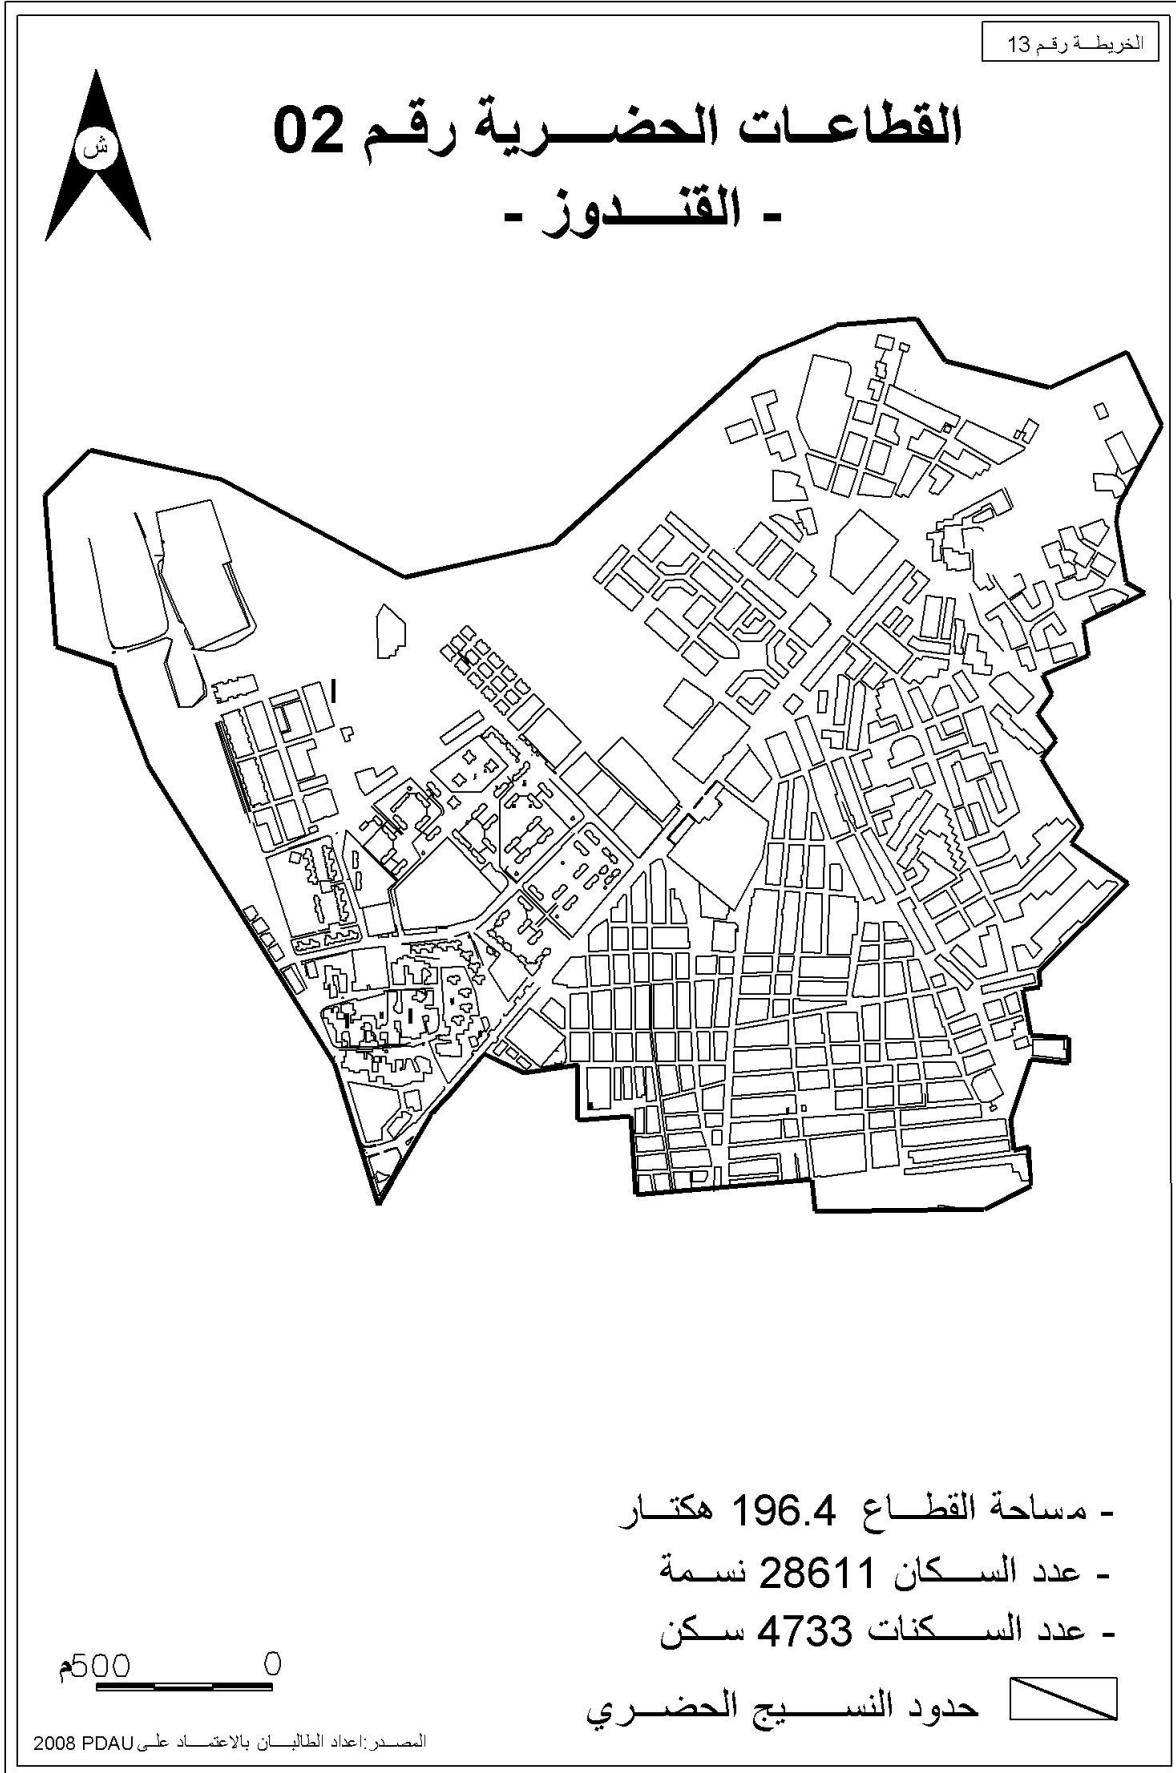 الخريطة رقم 13
القطاعات الحضرية رقم 02
- القندوز -
ش
- مساحة القطاع 196.4 هكتار
- عدد السكان 28611 نسمة
- عدد السكنات 4733 سكن
500م 0
حدود النسيج الحضري
المصدر:اعداد الطالبان بالاعتماد على PDAU 2008